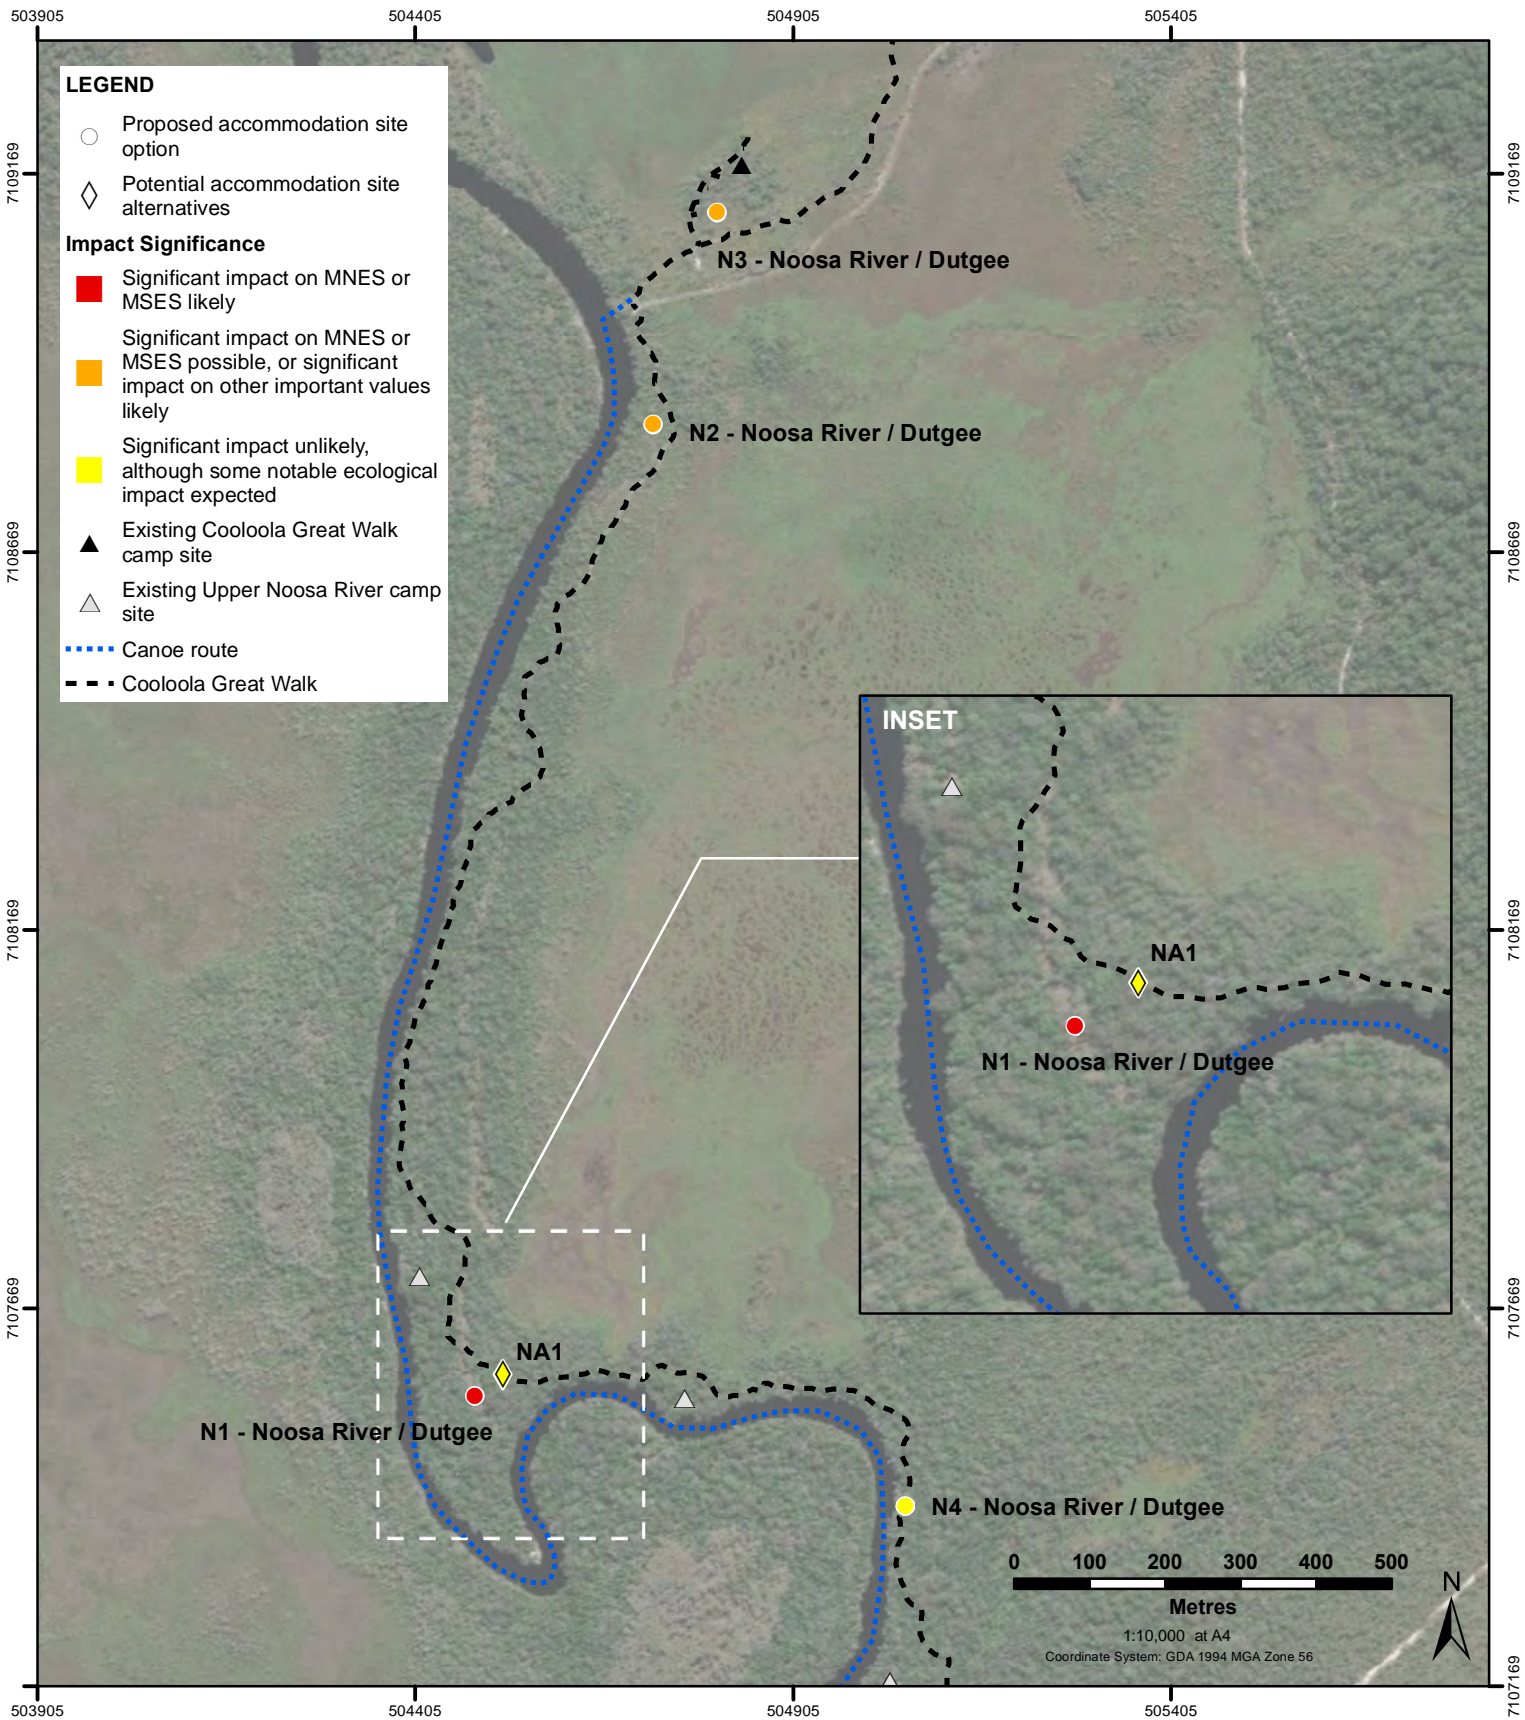 503905
504405
504905
505405
LEGEND
Proposed accommodation site
option
Potential accommodation site
alternatives
Impact Significance
Significant impact on MNES or
MSES likely
Significant impact on MNES or
MSES possible, or significant
impact on other important values
likely
Significant impact unlikely,
although some notable ecological
impact expected
Existing Cooloola Great Walk
camp site
Existing Upper Noosa River camp
site
Canoe route
Cooloola Great Walk
7109169
7109169
N3 - Noosa River / Dutgee
N2 - Noosa River / Dutgee
7108669
7108669
INSET
NA1
N1 - Noosa River / Dutgee
7108169
7108169
7107669
7107669
NA1
N1 - Noosa River / Dutgee
N4 - Noosa River / Dutgee
0 100 200 300 400 500
Metres
1:10,000 at A4
Coordinate System: GDA 1994 MGA Zone 56
N
7107169
503905
504405
504905
505405